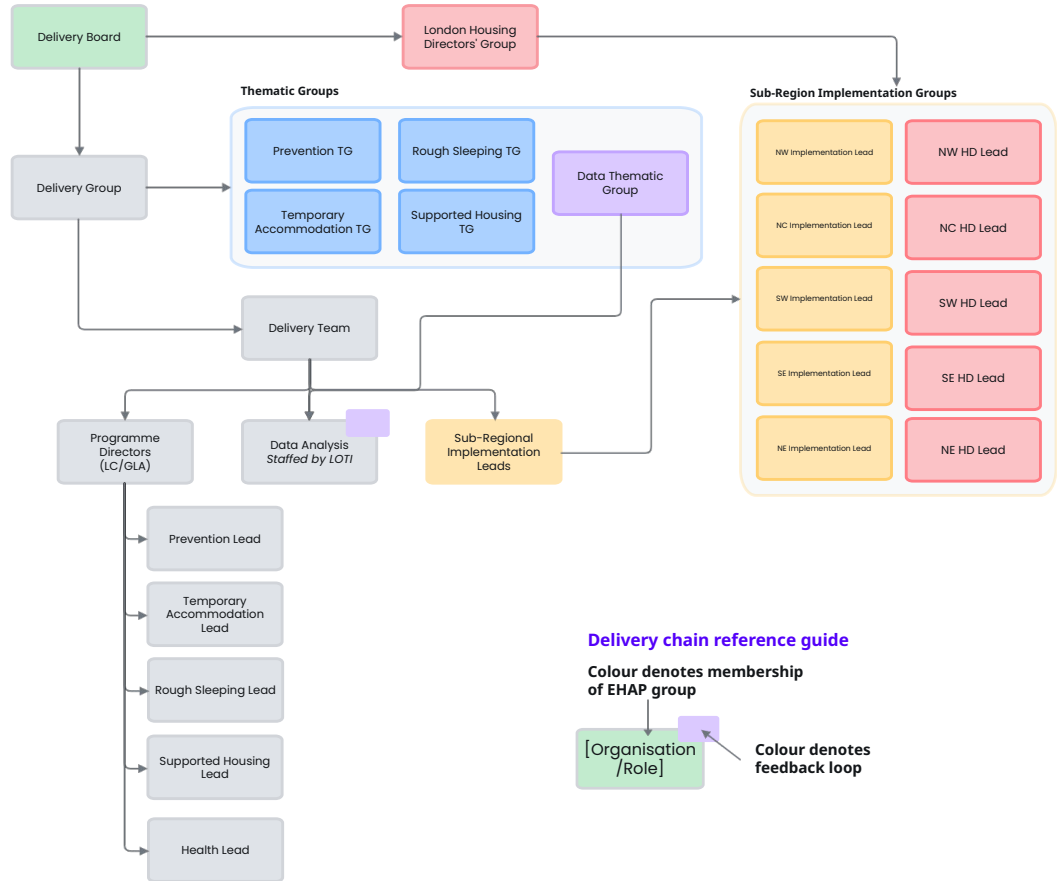 Delivery Board
London Housing
Directors' Group
Thematic Groups
Sub-Region Implementation Groups
Prevention TG
Rough Sleeping TG
Data Thematic
Group
Delivery Group
Temporary
Accommodation TG
Supported Housing
TG
NW Implementation Lead
NW HD Lead
NC Implementation Lead
NC HD Lead
SW Implementation Lead
SW HD Lead
SE Implementation Lead
SE HD Lead
NE Implementation Lead
NE HD Lead
Delivery Team
Programme
Directors
(LC/GLA)
Data Analysis
Staffed by LOTI
Sub-Regional
Implementation
Leads
Prevention Lead
Temporary
Accommodation
Lead
Rough Sleeping Lead
Supported Housing
Lead
Health Lead
Delivery chain reference guide
Colour denotes membership
of EHAP group
[Organisation
/Role]
Colour denotes
feedback loop